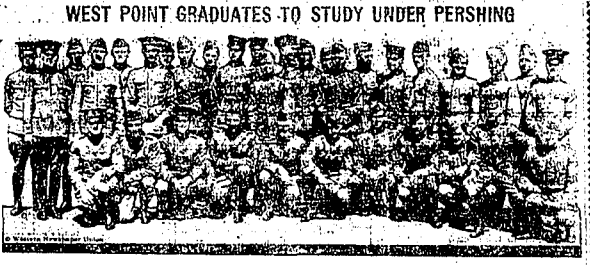 WEST POINT GRADUATES TO STUDY UNDER PERSHING
© Western Newspaper Union